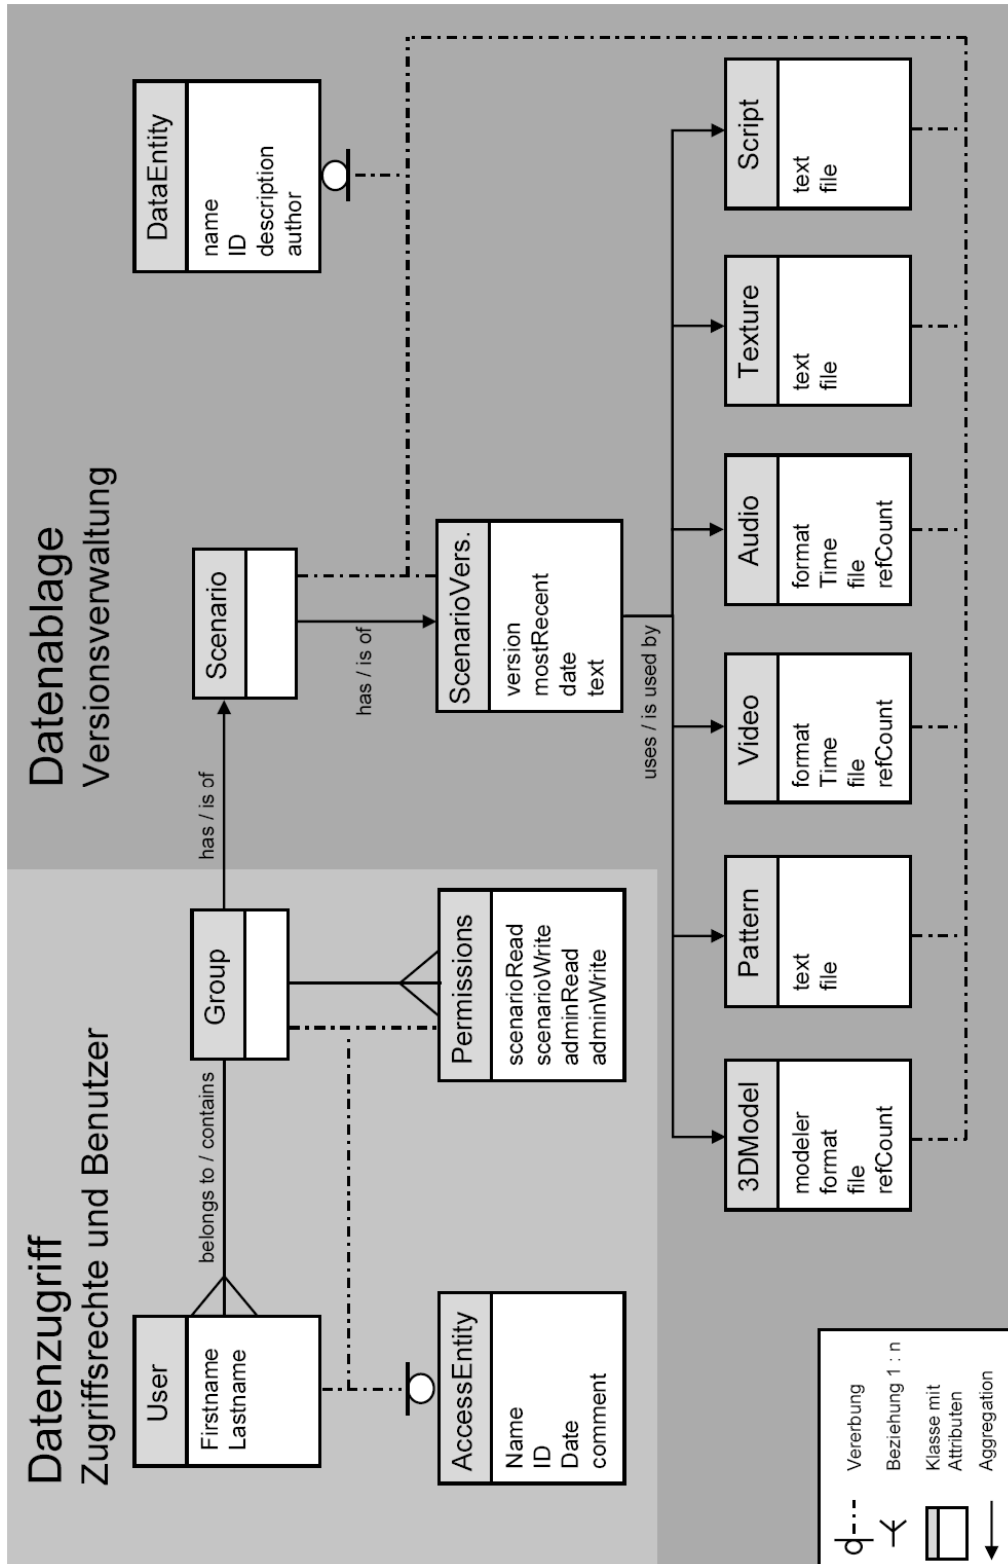 Datenzugriff
Zugriffsrechte und Benutzer
Datenablage
Versionsverwaltung
User
Firstname
Lastname
belongs to / contains
Group
has / is of
Scenario
DataEntity
name
ID
description
author
AccessEntity
Name
ID
Date
comment
Permissions
scenarioRead
scenarioWrite
adminRead
adminWrite
has / is of
ScenarioVers.
version
mostRecent
date
text
uses / is used by
3DModel
modeler
format
file
refCount
Pattern
text
file
Video
format
Time
file
refCount
Audio
format
Time
file
refCount
Texture
text
file
Script
text
file
Vererbung
Beziehung 1 : n
Klasse mit
Attributen
Aggregation